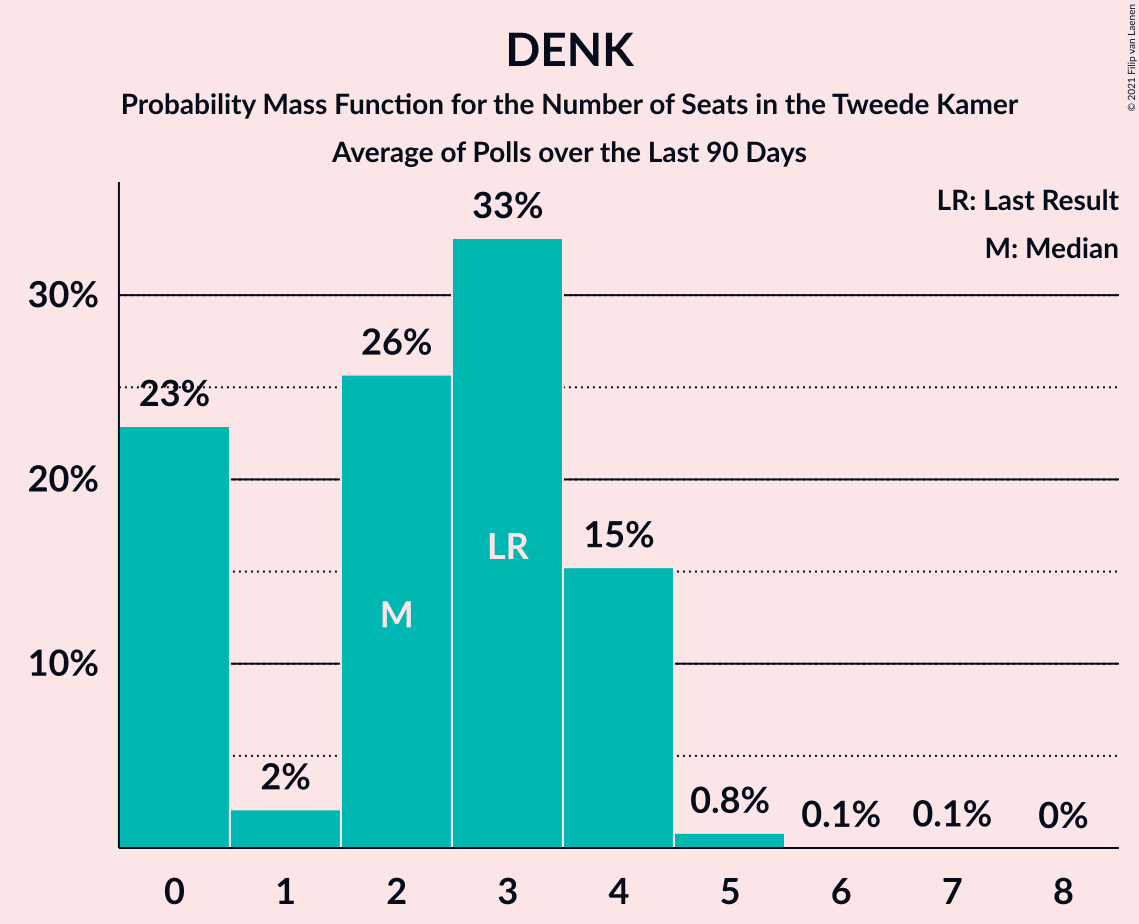 DENK
Probability Mass Function for the Number of Seats in the Tweede Kamer
Average of Polls over the Last 90 Days
© 2021 Filip van Laenen
LR: Last Result
M: Median
33%
30%
26%
23%
20%
LR
15%
M
10%
2%
0.8%
0.1%
0.1%
0%
0 1 2 3 4 5 6 7 8